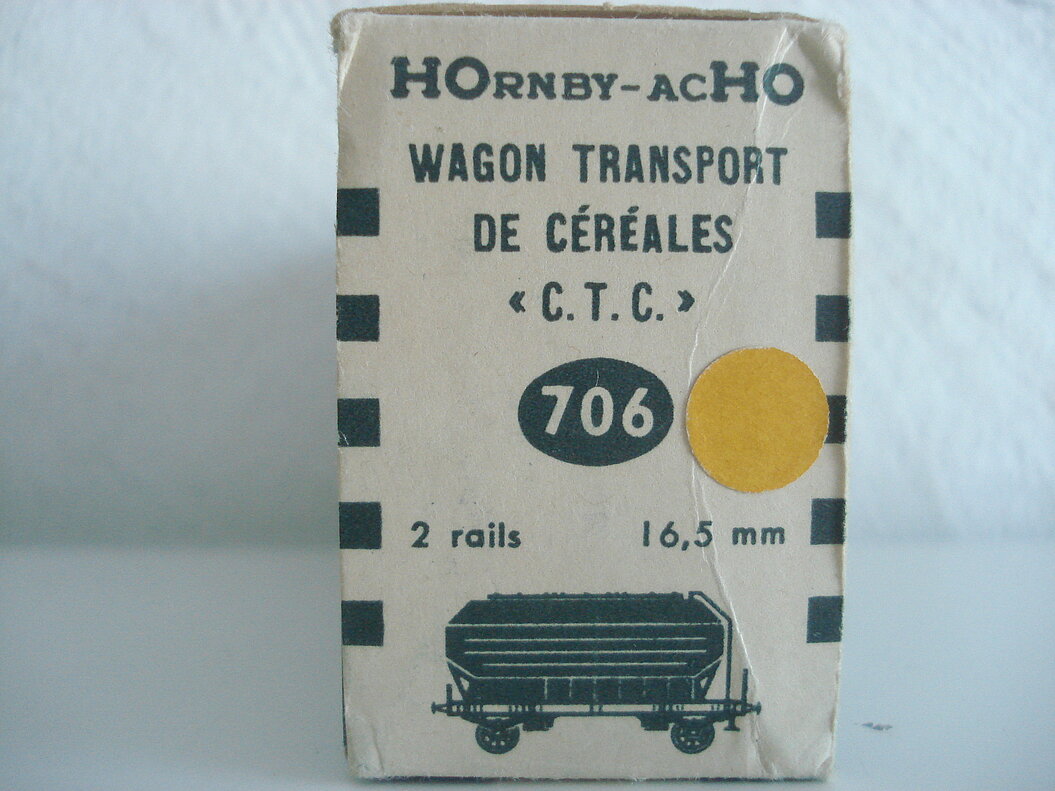 HORNBY-ACHO
WAGON TRANSPORT
DE CÉRÉALES
« C.T.C. »
706
2 rails 16,5 mm